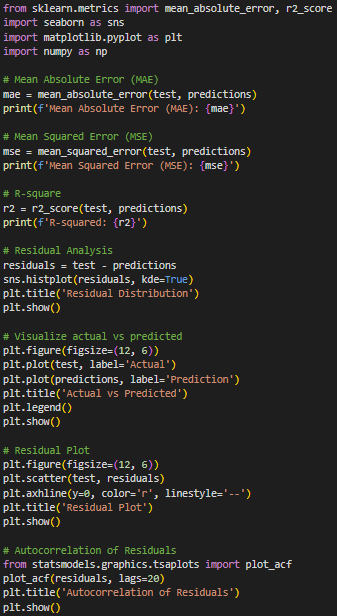 from sklearn.metrics import mean_absolute_error, r2_score
import seaborn as sns
import matplotlib.pyplot as plt
import numpy as np

# Mean Absolute Error (MAE)
mae = mean_absolute_error(test, predictions)
print(f'Mean Absolute Error (MAE): {mae}')

# Mean Squared Error (MSE)
mse = mean_squared_error(test, predictions)
print(f'Mean Squared Error (MSE): {mse}')

# R-square
r2 = r2_score(test, predictions)
print(f'R-squared: {r2}')

# Residual Analysis
residuals = test - predictions
sns.histplot(residuals, kde=True)
plt.title('Residual Distribution')
plt.show()

# Visualize actual vs predicted
plt.figure(figsize=(12, 6))
plt.plot(test, label='Actual')
plt.plot(predictions, label='Prediction')
plt.title('Actual vs Predicted')
plt.legend()
plt.show()

# Residual Plot
plt.figure(figsize=(12, 6))
plt.scatter(test, residuals)
plt.axhline(y=0, color='r', linestyle='--')
plt.title('Residual Plot')
plt.show()

# Autocorrelation of Residuals
from statsmodels.graphics.tsaplots import plot_acf
plot_acf(residuals, lags=20)
plt.title('Autocorrelation of Residuals')
plt.show()